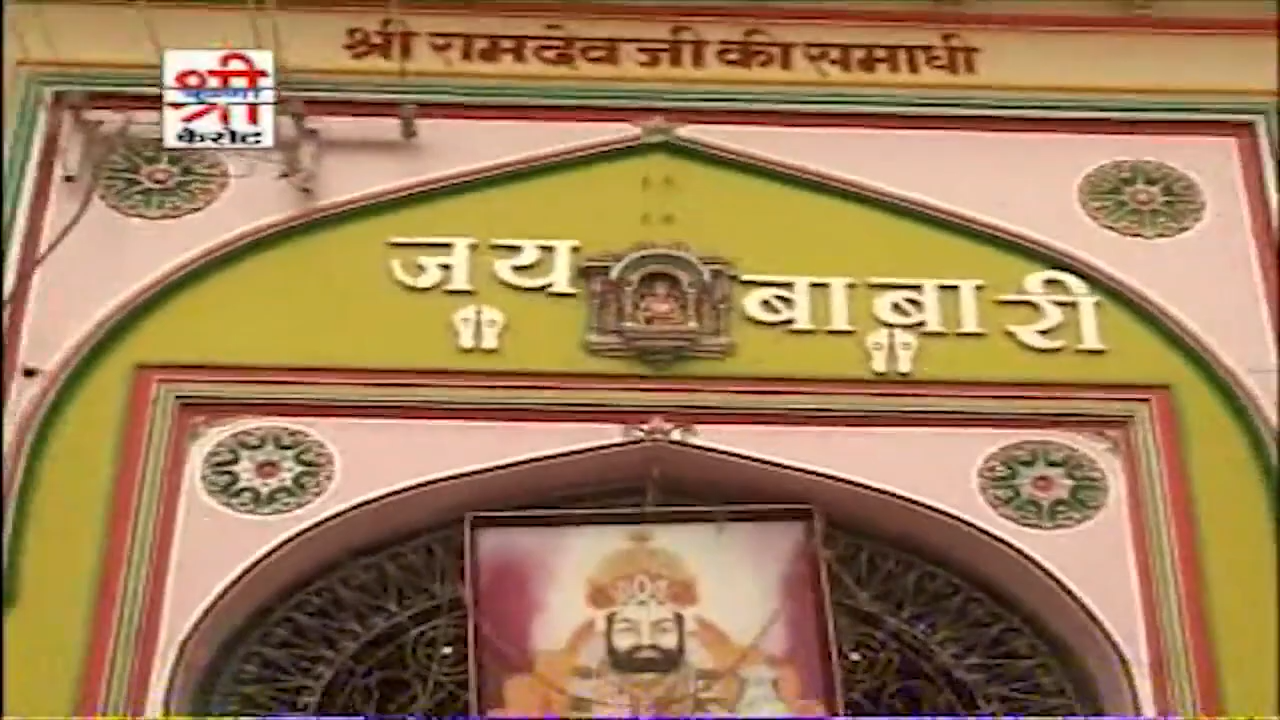 श्री रामदेव जी की समाधी
श्री
कृष्णा
कैसेट
जय बाबा री